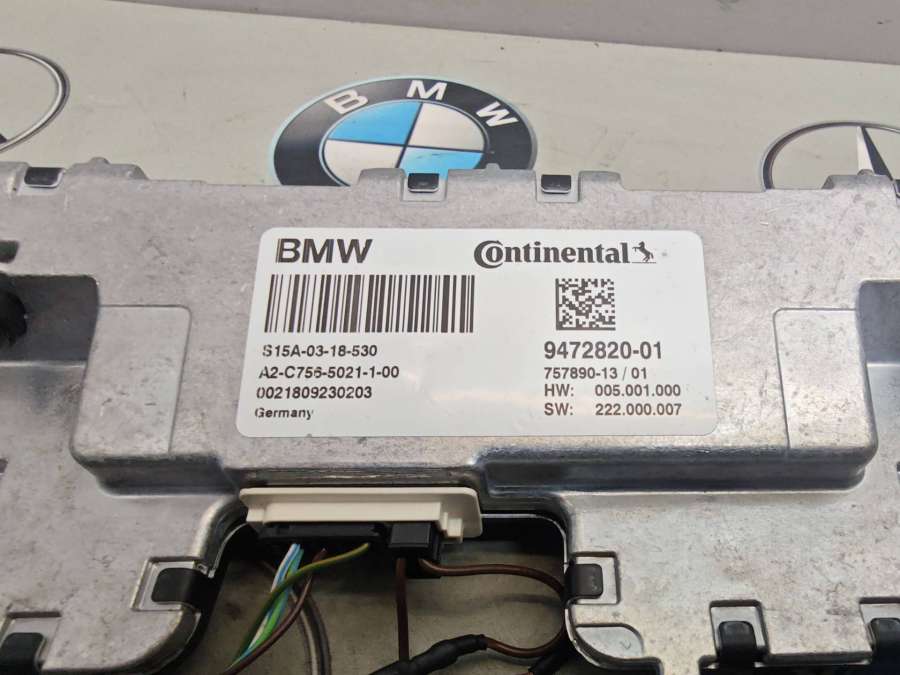 BMW
BMW
Continental
S15A-03-18-530
9472820-01
A2-C756-5021-1-00
757890-13 / 01
0021809230203
HW: 005.001.000
Germany
SW: 222.000.007